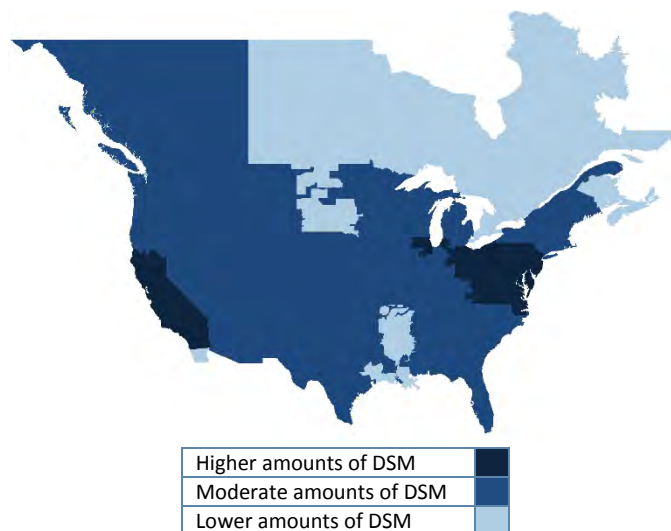 Higher amounts of DSM
Moderate amounts of DSM
Lower amounts of DSM